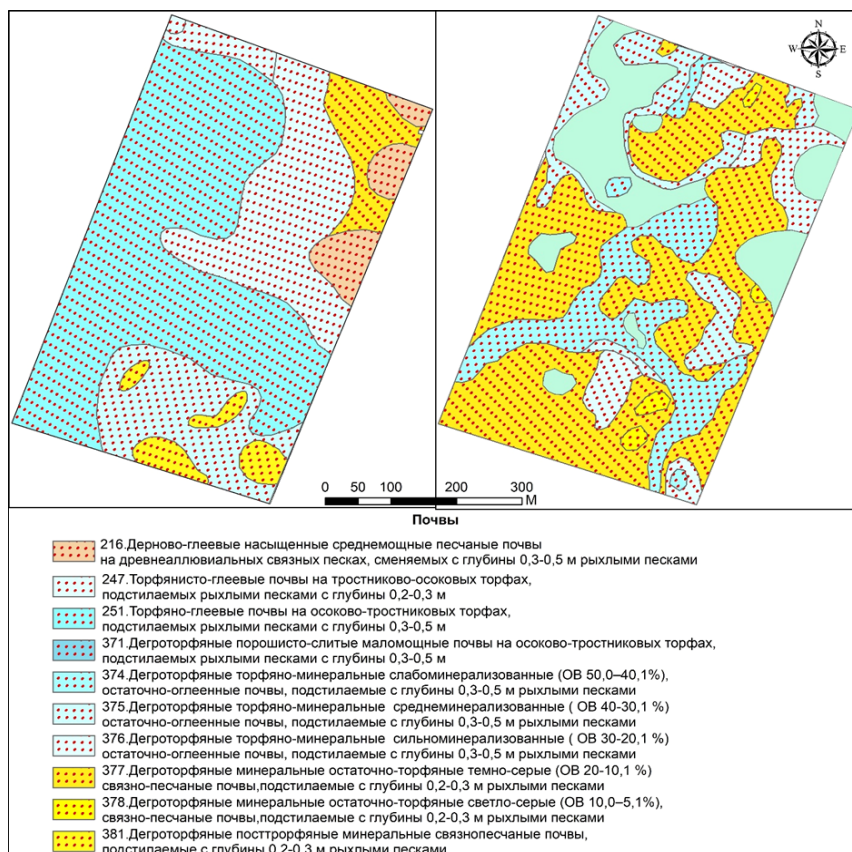 N
W E
S
0 50 100 200 300
М
Почвы
216.Дерново-глеевые насыщенные среднемощные песчаные почвы
на древнеаллювиальных связных песках, сменяемых с глубины 0,3-0,5 м рыхлыми песками
247.Торфянисто-глеевые почвы на тростниково-осоковых торфах,
подстилаемых рыхлыми песками с глубины 0,2-0,3 м
251.Торфяно-глеевые почвы на осоково-тростниковых торфах,
подстилаемых рыхлыми песками с глубины 0,3-0,5 м
371.Дегроторфяные порошисто-слитые маломощные почвы на осоково-тростниковых торфах,
подстилаемых рыхлыми песками с глубины 0,3-0,5 м
374.Дегроторфяные торфяно-минеральные слабоминерализованные (ОВ 50,0–40,1%),
остаточно-оглеенные почвы, подстилаемые с глубины 0,3-0,5 м рыхлыми песками
375.Дегроторфяные торфяно-минеральные среднеминерализованные ( ОВ 40-30,1 %)
остаточно-оглеенные почвы, подстилаемые с глубины 0,3-0,5 м рыхлыми песками
376.Дегроторфяные торфяно-минеральные сильноминерализованные ( ОВ 30-20,1 %)
остаточно-оглеенные почвы, подстилаемые с глубины 0,3-0,5 м рыхлыми песками
377.Дегроторфяные минеральные остаточно-торфяные темно-серые (ОВ 20-10,1 %)
связно-песчаные почвы,подстилаемые с глубины 0,2-0,3 м рыхлыми песками
378.Дегроторфяные минеральные остаточно-торфяные светло-серые (ОВ 10,0–5,1%),
связно-песчаные почвы,подстилаемые с глубины 0,2-0,3 м рыхлыми песками
381.Дегроторфяные посттрорфяные минеральные связнопесчаные почвы,
подстилаемые с глубины 0,2-0,3 м рыхлыми песками